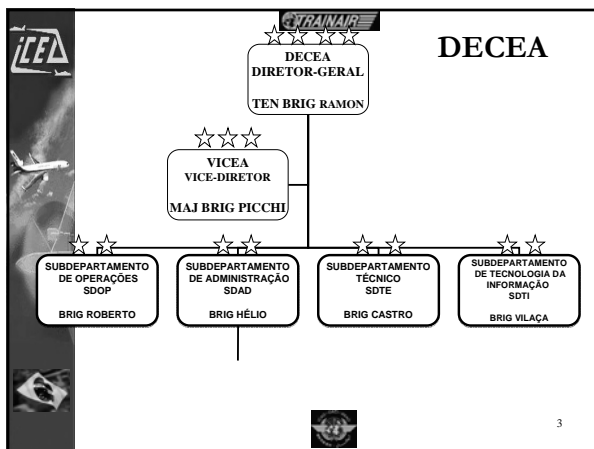 iCEA
TRAINAIR
DECEA
DECEA
DIRETOR-GERAL
TEN BRIG RAMON
VICEA
VICE-DIRETOR
MAJ BRIG PICCHI
SUBDEPARTAMENTO
DE OPERAÇÕES
SDOP
BRIG ROBERTO
SUBDEPARTAMENTO
DE ADMINISTRAÇÃO
SDAD
BRIG HÉLIO
SUBDEPARTAMENTO
TÉCNICO
SDTE
BRIG CASTRO
SUBDEPARTAMENTO
DE TECNOLOGIA DA
INFORMAÇÃO
SDTI
BRIG VILAÇA
3